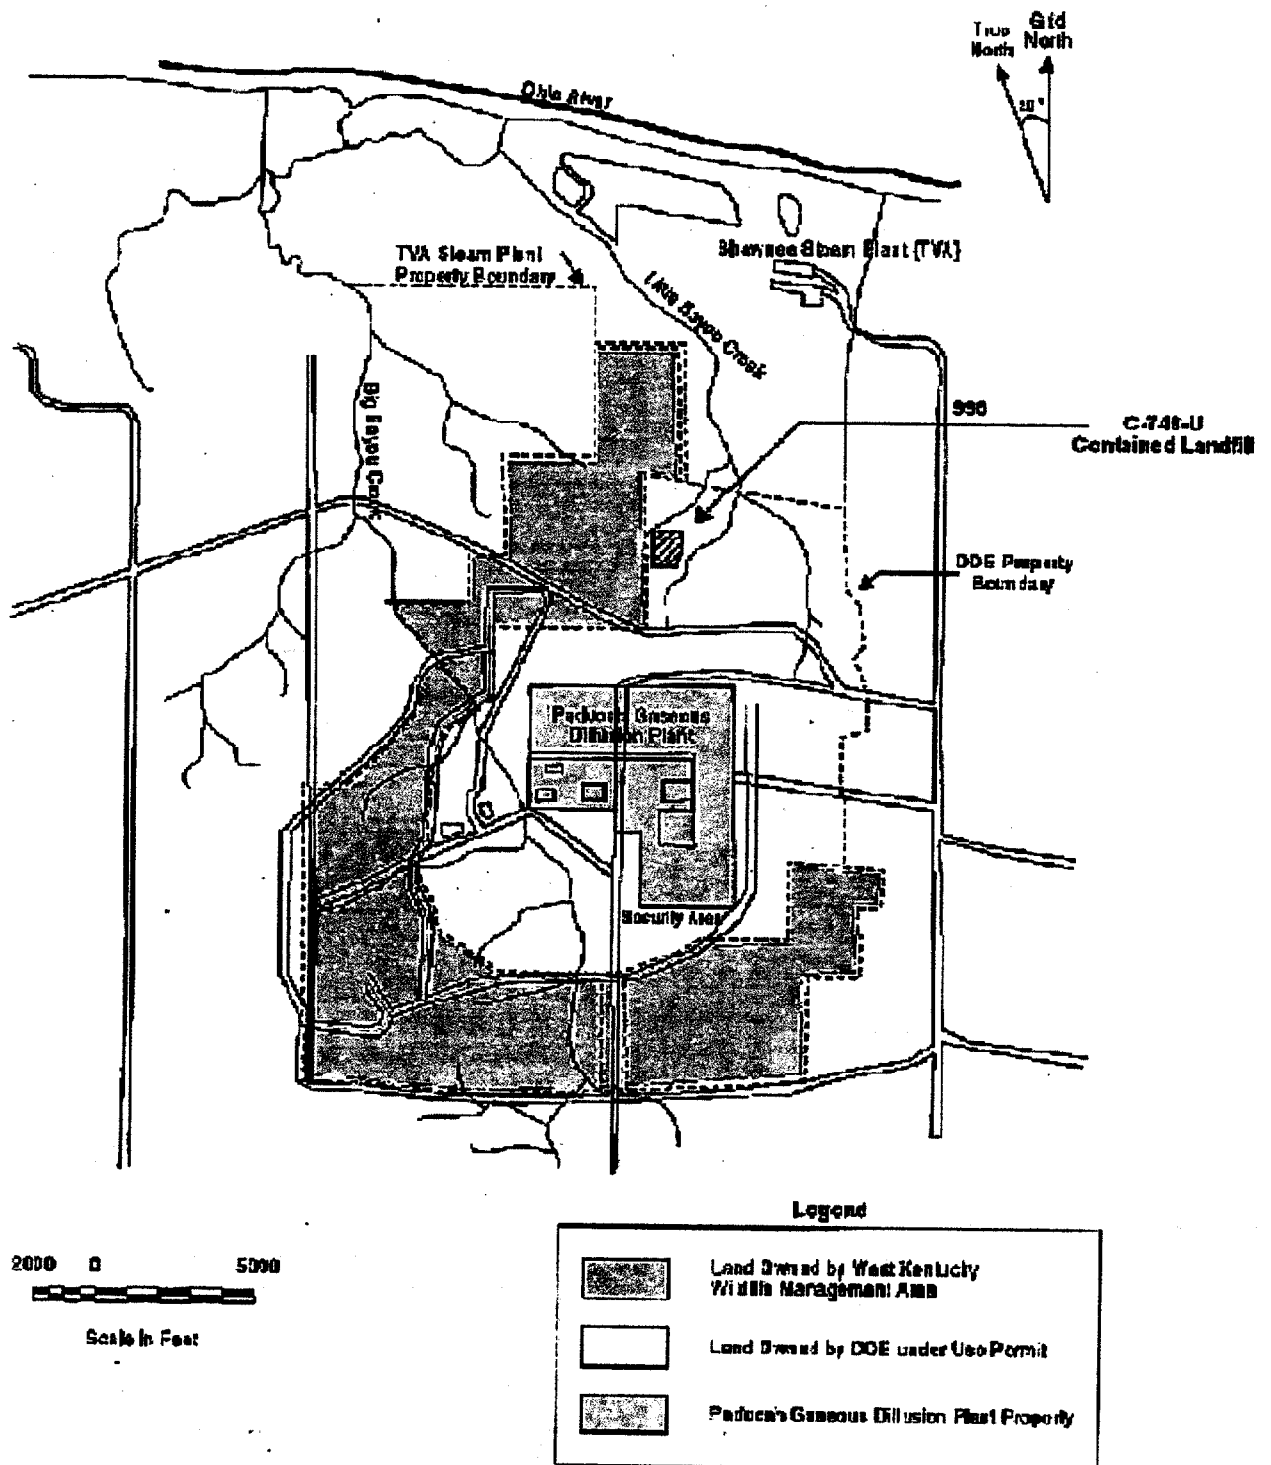 True
North
Grid
North
20°
Ohio River
TVA Steam Plant
Property Boundary
Shawnee Steam Plant (TVA)
Little Bayou Creek
Big Bayou Creek
C-746-U
Contained Landfill
DOE Property
Boundary
Paducah Gaseous
Diffusion Plant
Security Area
Legend
2000 0 5000
Scale in Feet
Land Owned by West Kentucky
Wildlife Management Area
Land Owned by DOE under Use Permit
Paducah Gaseous Diffusion Plant Property